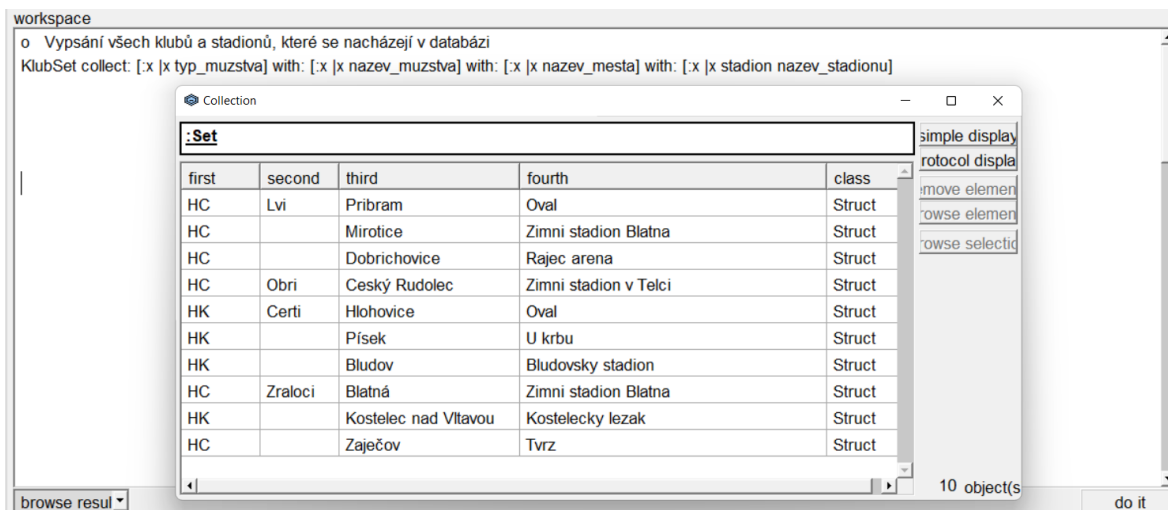 workspace
o Vypsání všech klubů a stadionů, které se nacházejí v databázi
KlubSet collect: [:x |x typ_muzstva] with: [:x |x nazev_muzstva] with: [:x |x nazev_mesta] with: [:x |x stadion nazev_stadionu]
Collection
:Set
simple display
rotocol displa
first second third fourth class
emove elemen
HC Lvi Pribram Oval Struct
rowse elemen
HC Mirotice Zimni stadion Blatna Struct
rowse selectio
HC Dobrichovice Rajec arena Struct
HC Obri Ceský Rudolec Zimni stadion v Telci Struct
HK Certi Hlohovice Oval Struct
HK Písek U krbu Struct
HK Bludov Bludovsky stadion Struct
HC Zraloci Blatná Zimni stadion Blatna Struct
HK Kostelec nad Vltavou Kostelecky lezak Struct
HC Zaječov Tvrz Struct
10 object(s
browse resul do it